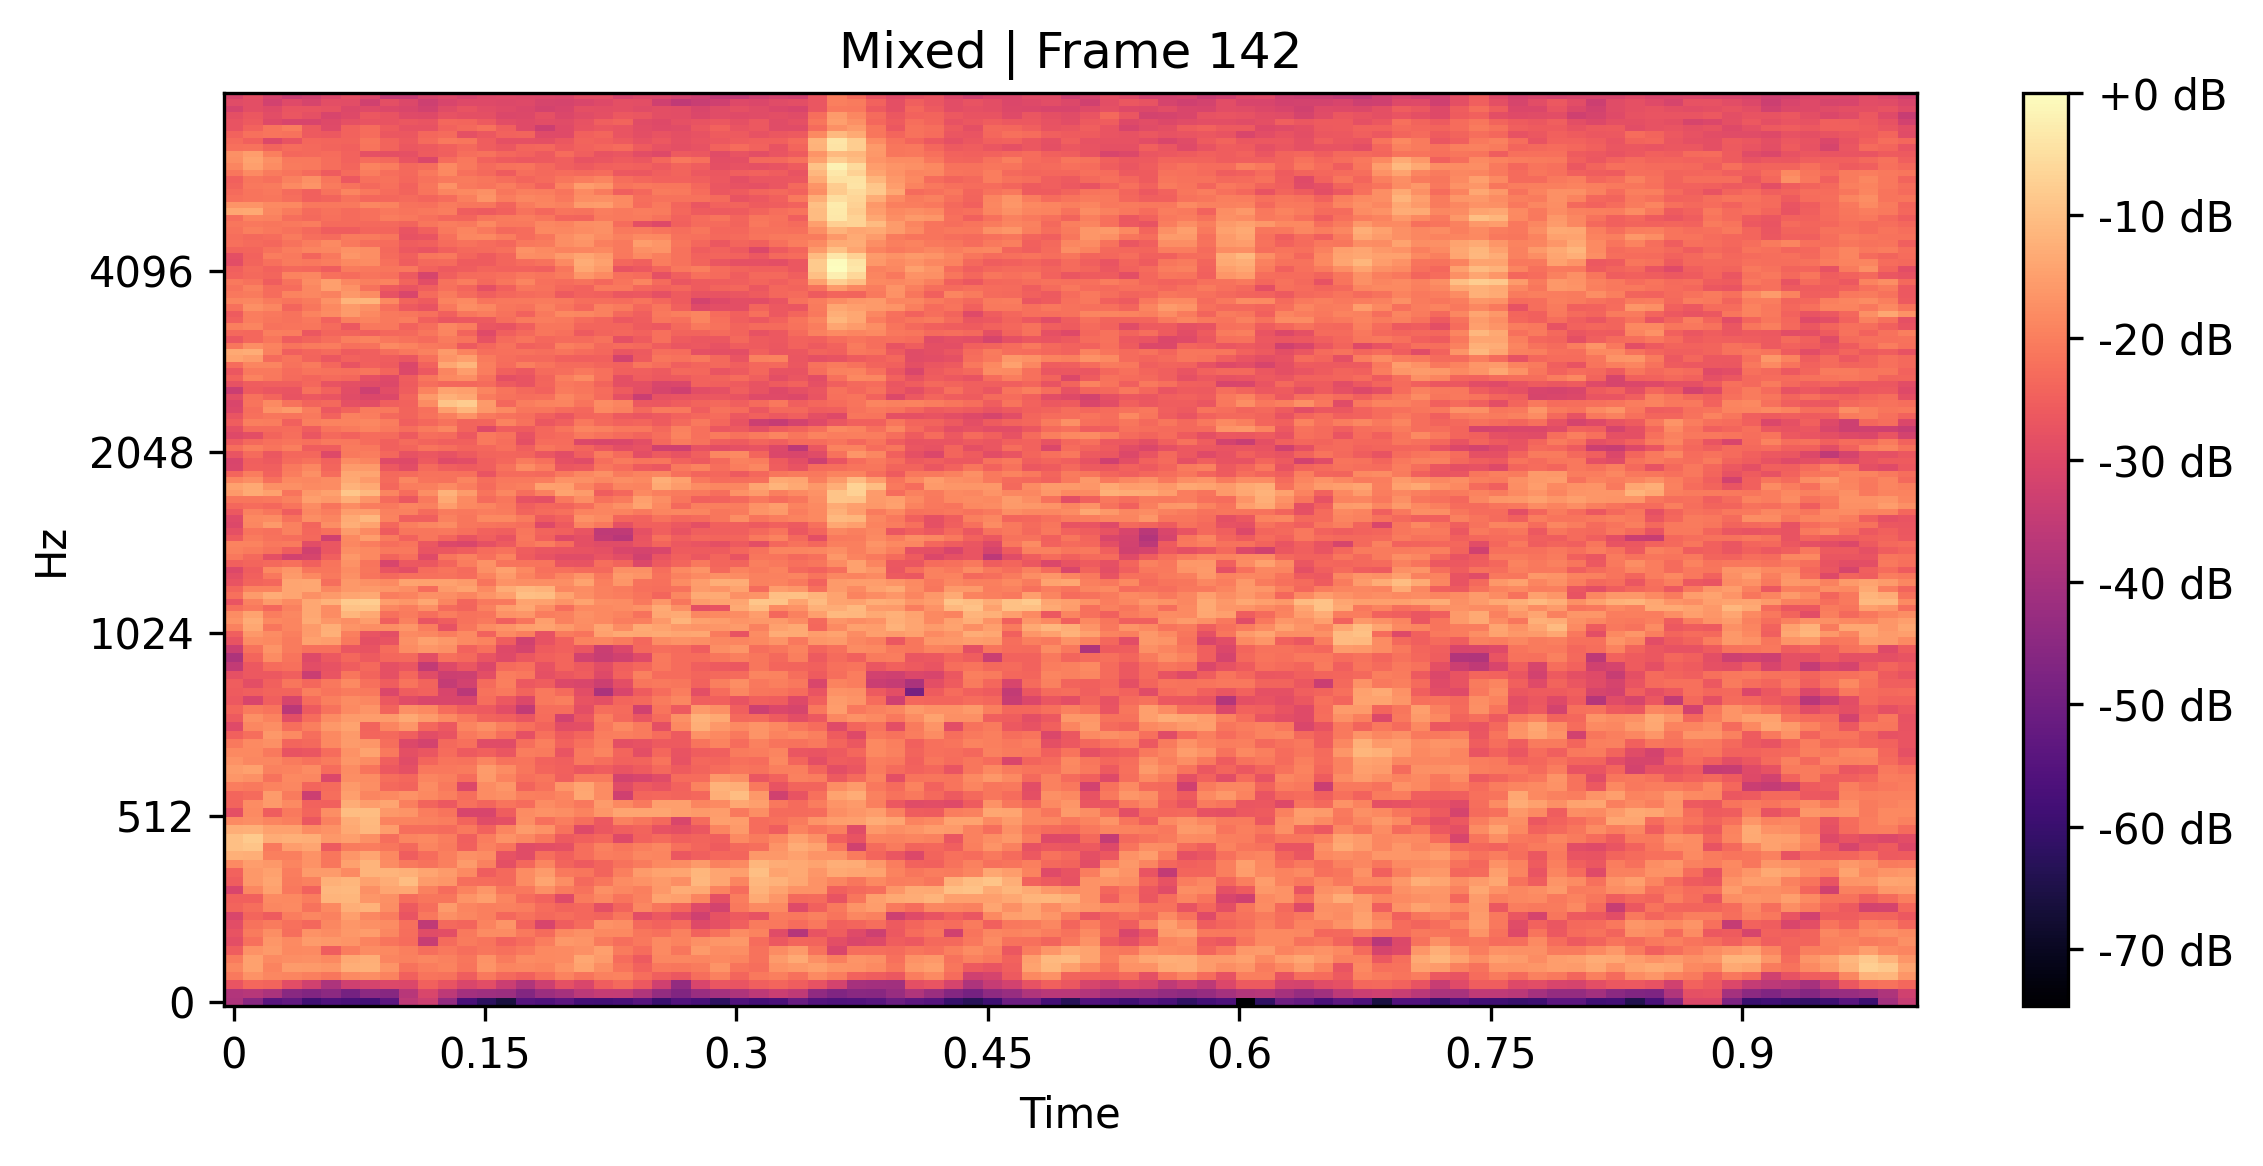 Mixed | Frame 142
+0 dB
-10 dB
-20 dB
-30 dB
-40 dB
-50 dB
-60 dB
-70 dB
Hz
4096
2048
1024
512
0
0 0.15 0.3 0.45 0.6 0.75 0.9
Time